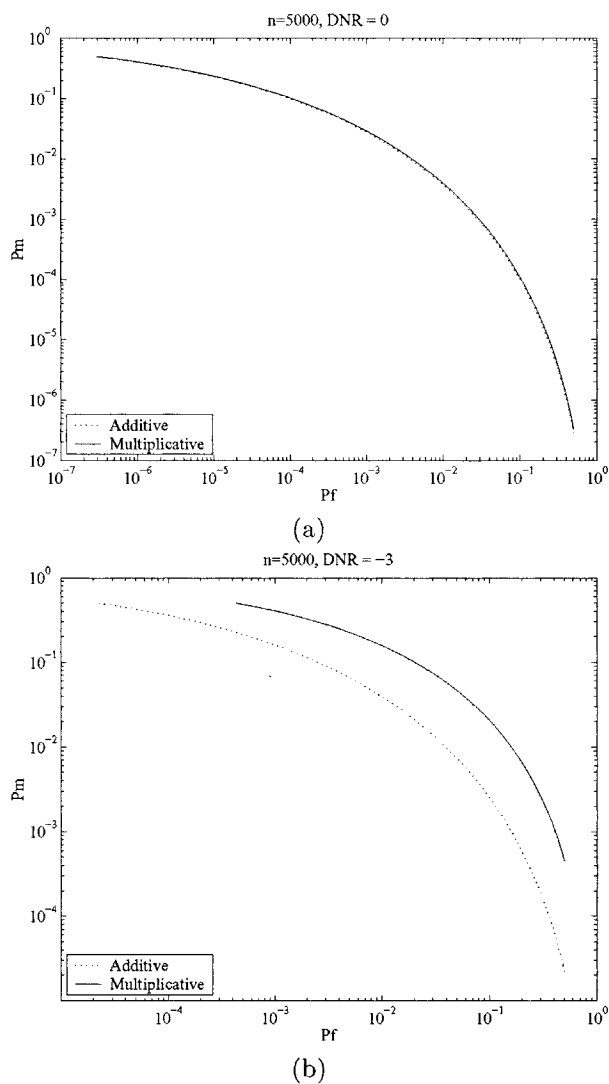 n=5000, DNR = 0
10^0
10^-1
10^-2
10^-3
10^-4
10^-5
10^-6
10^-7
Pm
Additive
Multiplicative
10^-7 10^-6 10^-5 10^-4 10^-3 10^-2 10^-1 10^0
Pf
(a)
n=5000, DNR = −3
10^0
10^-1
10^-2
10^-3
10^-4
Pm
Additive
Multiplicative
10^-4 10^-3 10^-2 10^-1 10^0
Pf
(b)